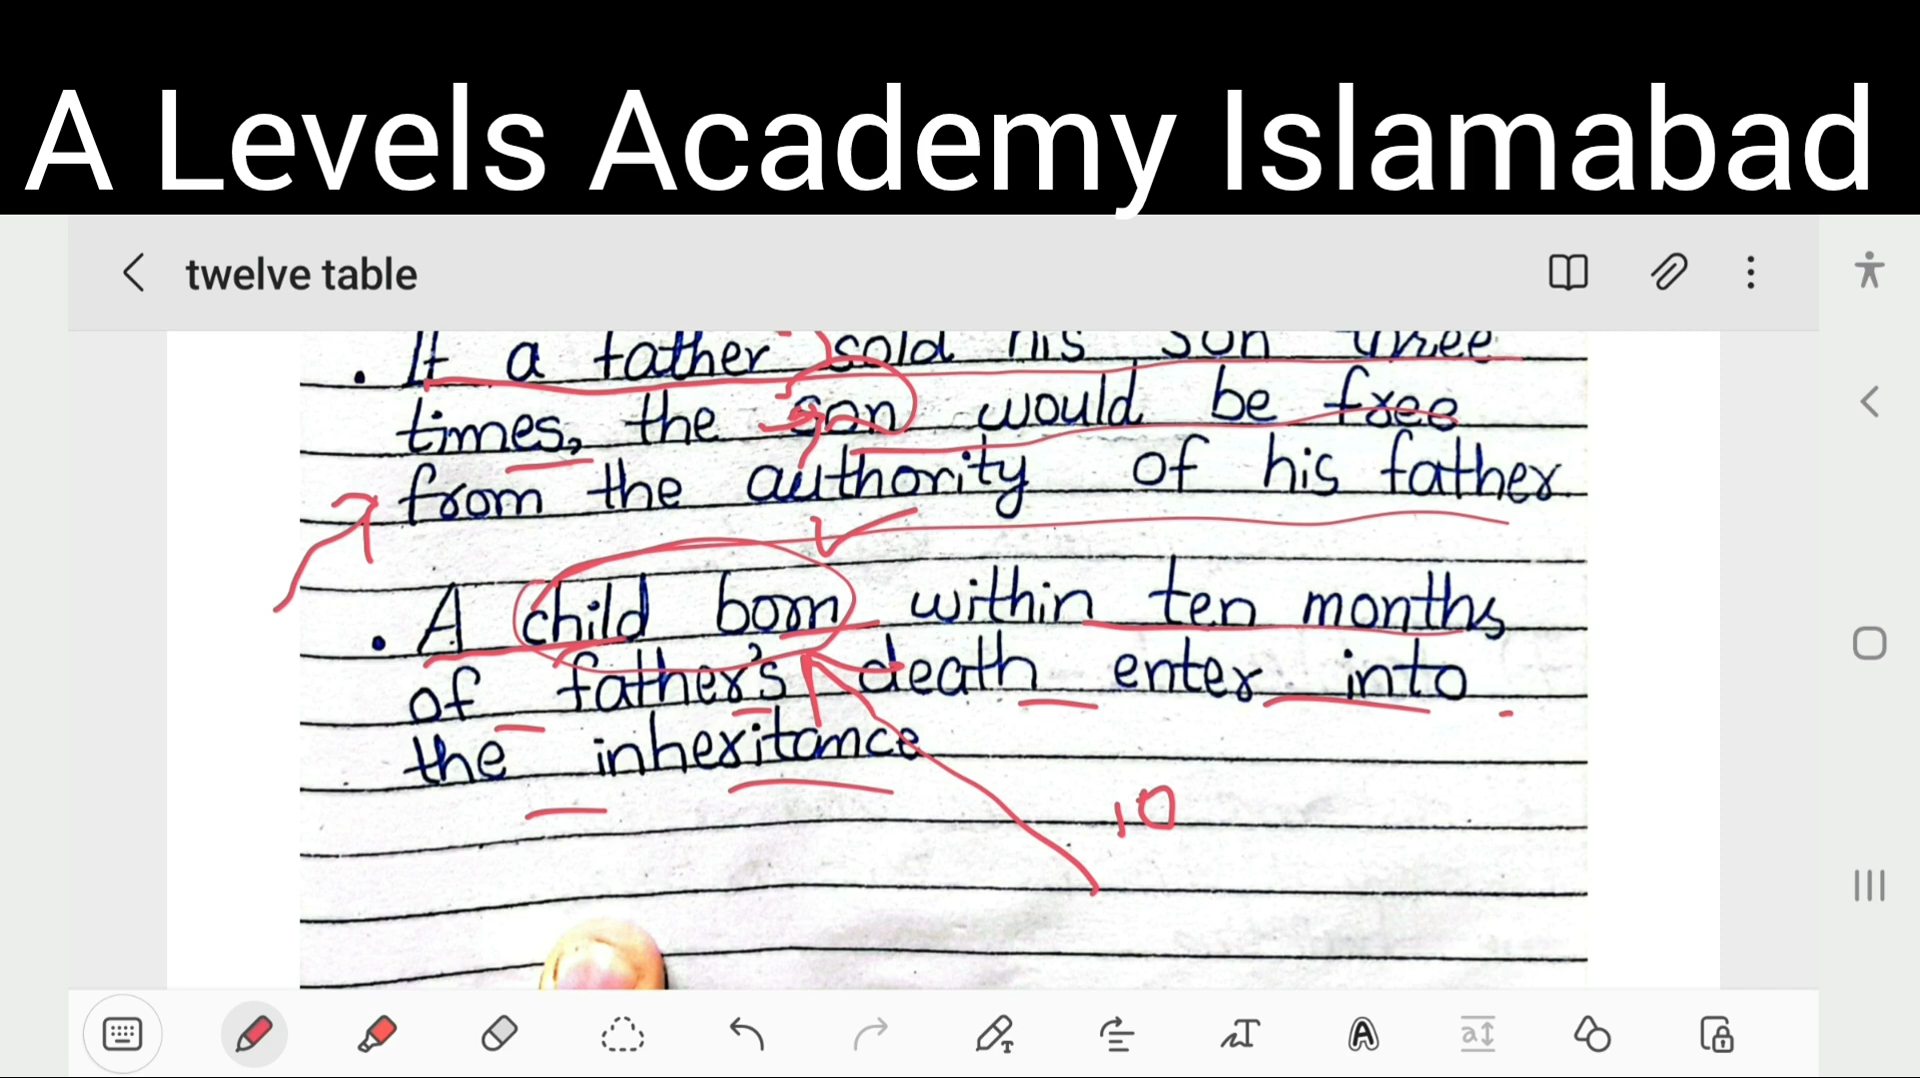 A Levels Academy Islamabad
twelve table
. If a father sold his son three
times, the son would be free
from the authority of his father
. A child born within ten months
of father's death enter into
the inheritance
10